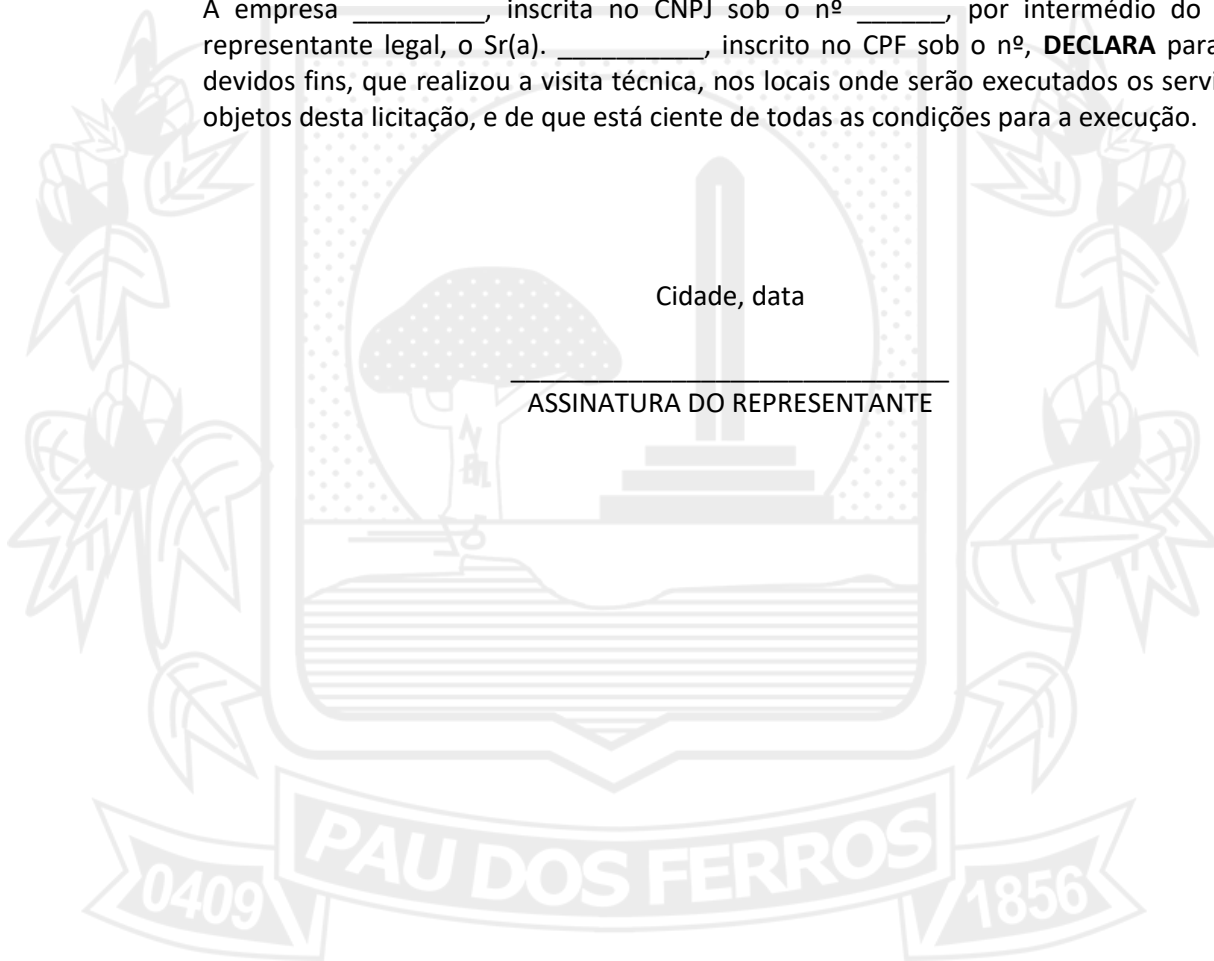 A empresa _________, inscrita no CNPJ sob o nº ______, por intermédio do
representante legal, o Sr(a). __________, inscrito no CPF sob o nº, DECLARA para
devidos fins, que realizou a visita técnica, nos locais onde serão executados os servi
objetos desta licitação, e de que está ciente de todas as condições para a execução.
Cidade, data
______________________________
ASSINATURA DO REPRESENTANTE
PAU DOS FERROS
0409
1856